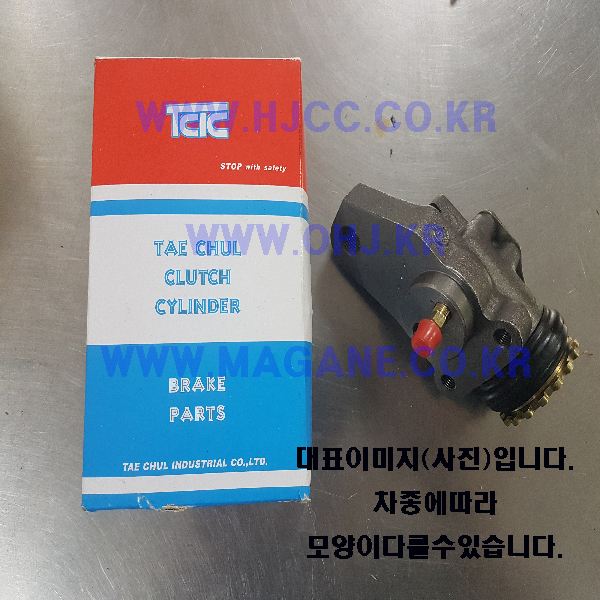 TCIC
WWW.HJCC.CO.KR
STOP with safety
WWW.OHJ.KR
TAE CHUL
CLUTCH
CYLINDER
WWW.MAGANE.CO.KR
BRAKE
PARTS
TAE CHUL INDUSTRIAL CO.,LTD.
대표이미지(사진)입니다.
차종에따라
모양이다를수있습니다.